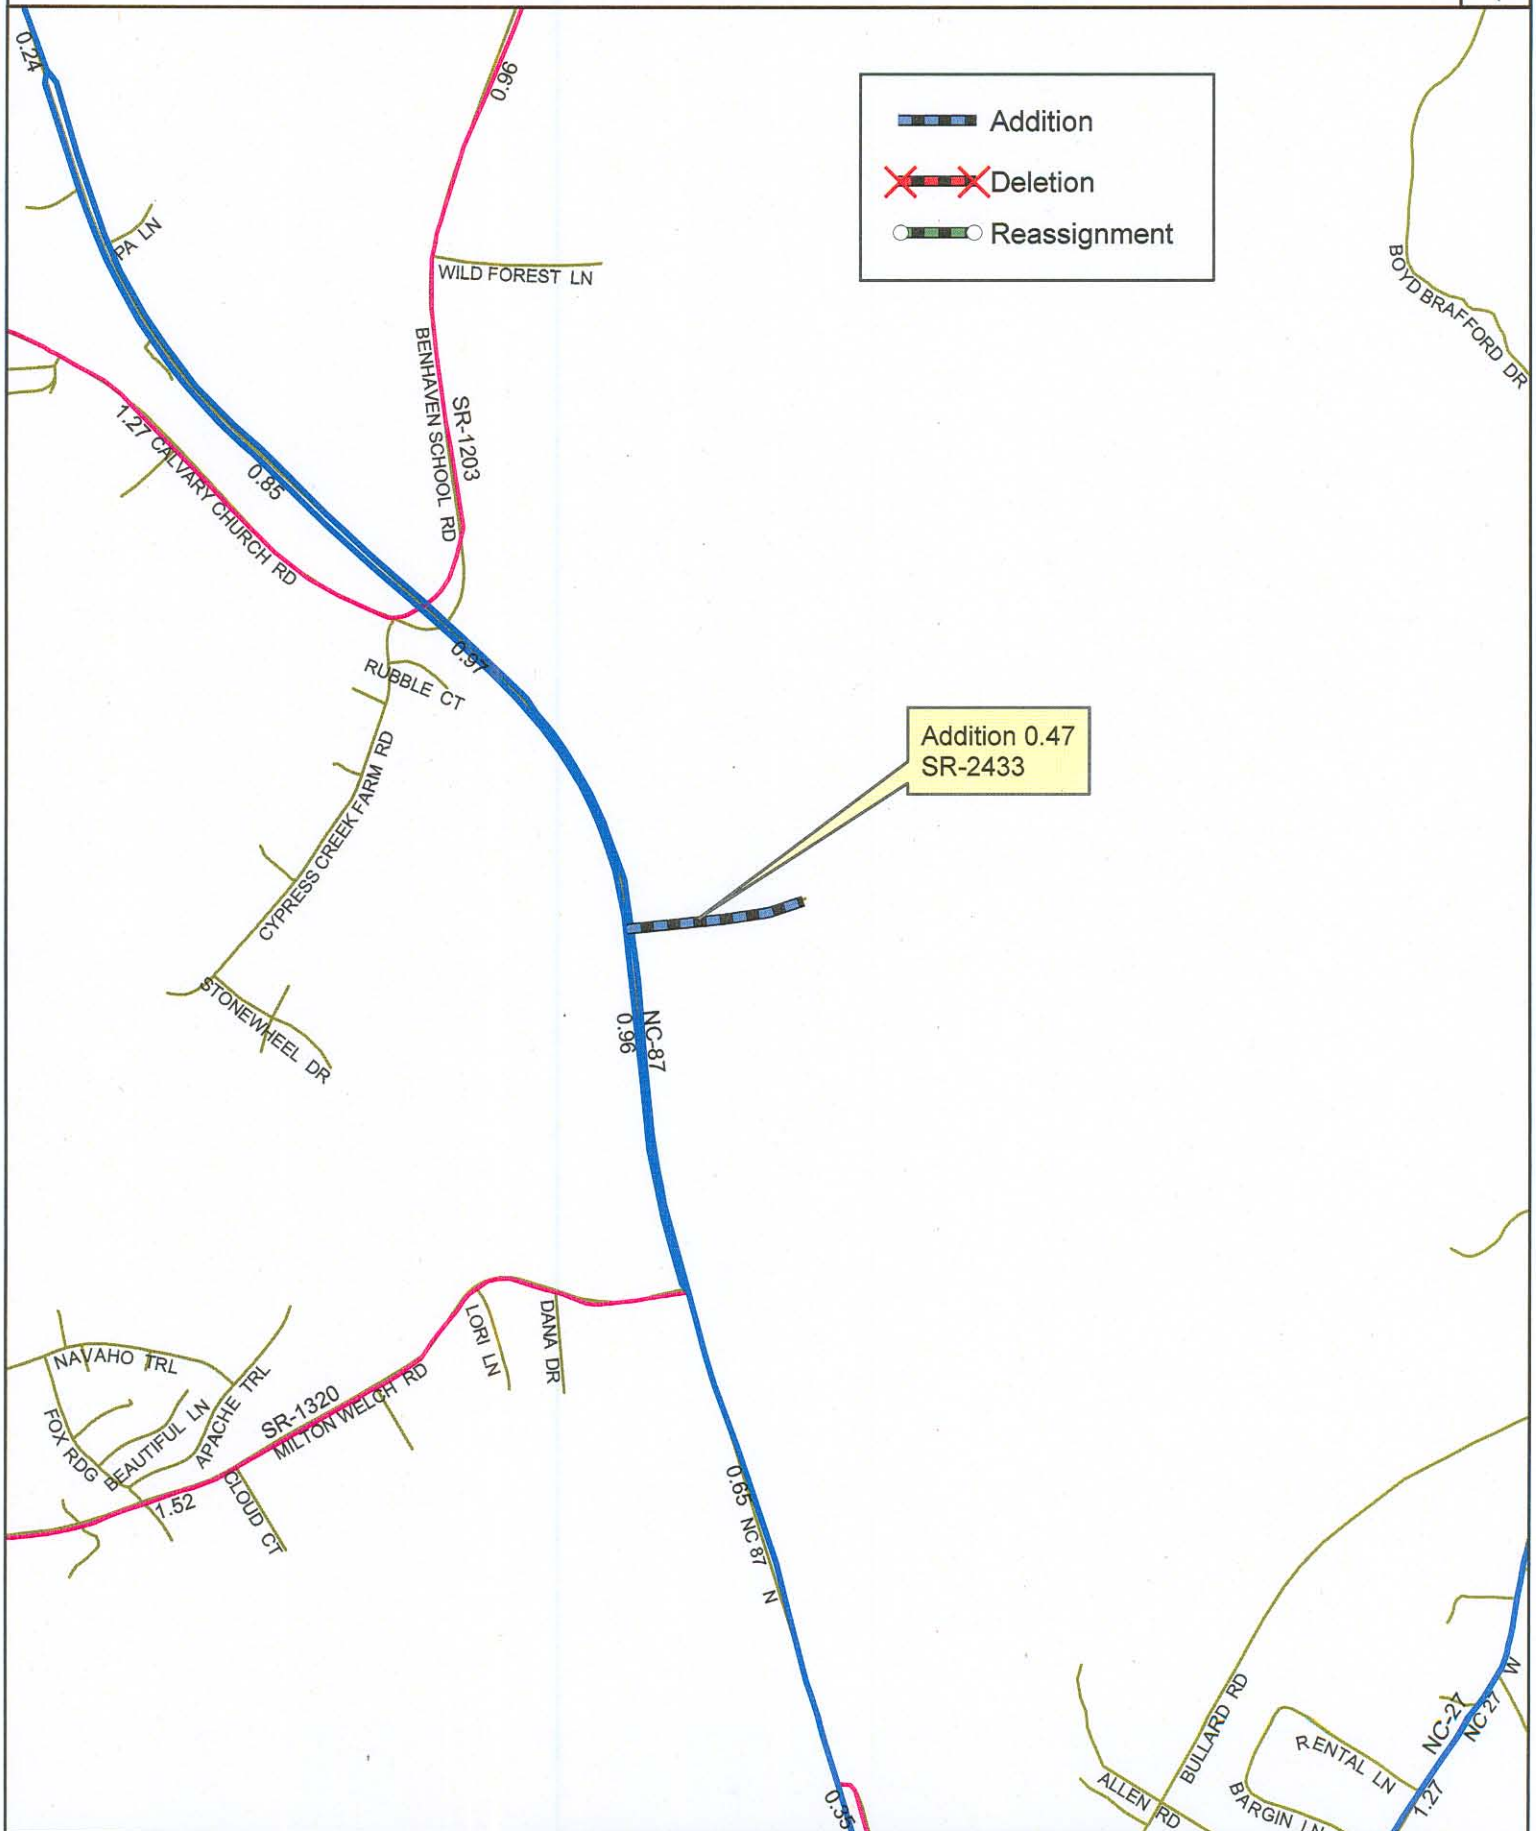 0.24
0.96
Addition
Deletion
Reassignment
PA LN
WILD FOREST LN
BOYD BRAFFORD DR
BENHAVEN SCHOOL RD
SR-1203
1.27
CALVARY CHURCH RD
0.85
0.97
RUBBLE CT
Addition 0.47
SR-2433
CYPRESS CREEK FARM RD
STONEWHEEL DR
NC-87
0.96
LORI LN
DANA DR
NAVAHO TRL
APACHE TRL
SR-1320
MILTON WELCH RD
FOX RDG
BEAUTIFUL LN
1.52
CLOUD CT
0.65
NC 87 N
BULLARD RD
NC-27
NC 27 W
RENTAL LN
ALLEN RD
BARGIN LN
1.27
0.35